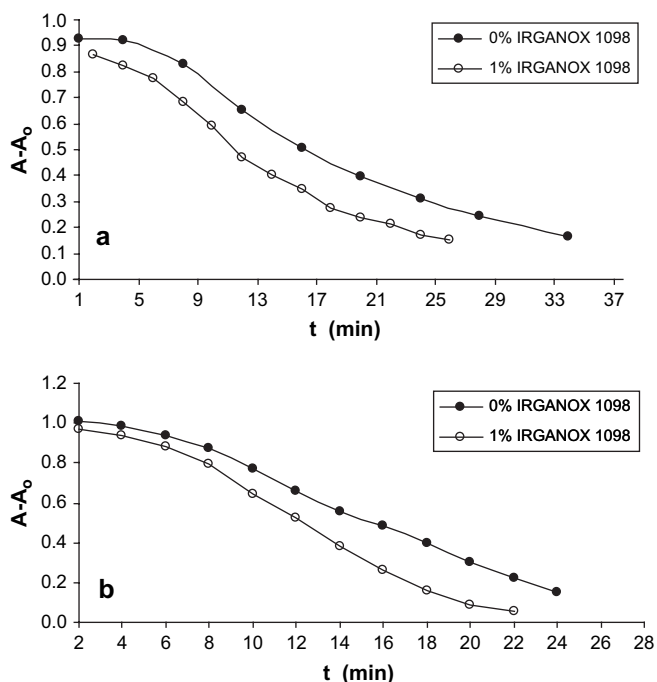 1.0
0.9
0.8
0.7
0.6
0.5
0.4
0.3
0.2
0.1
0.0
A-Ao
0% IRGANOX 1098
1% IRGANOX 1098
a
1 5 9 13 17 21 25 29 33 37
t (min)
1.2
1.0
0.8
0.6
0.4
0.2
0.0
A-Ao
0% IRGANOX 1098
1% IRGANOX 1098
b
2 4 6 8 10 12 14 16 18 20 22 24 26 28
t (min)